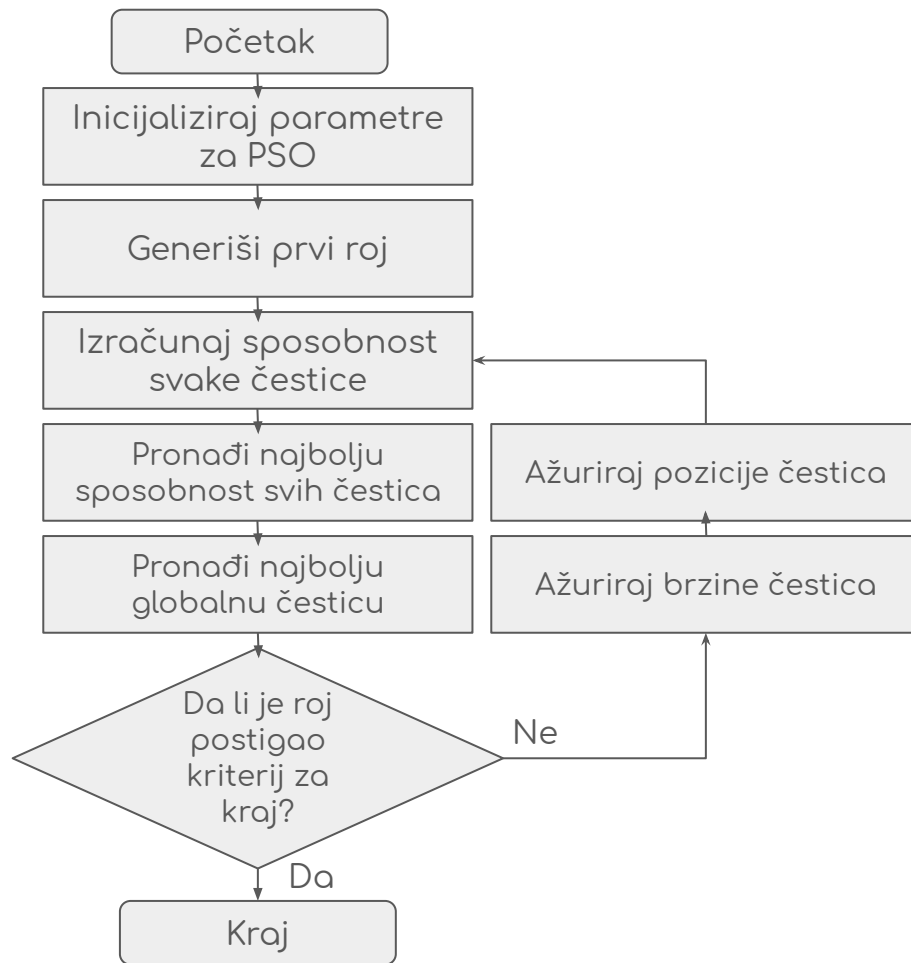 Početak
Inicijaliziraj parametre
za PSO
Generiši prvi roj
Izračunaj sposobnost
svake čestice
Pronađi najbolju
sposobnost svih čestica
Pronađi najbolju
globalnu česticu
Da li je roj
postigao
kriterij za
kraj?
Ne
Ažuriraj brzine čestica
Ažuriraj pozicije čestica
Da
Kraj